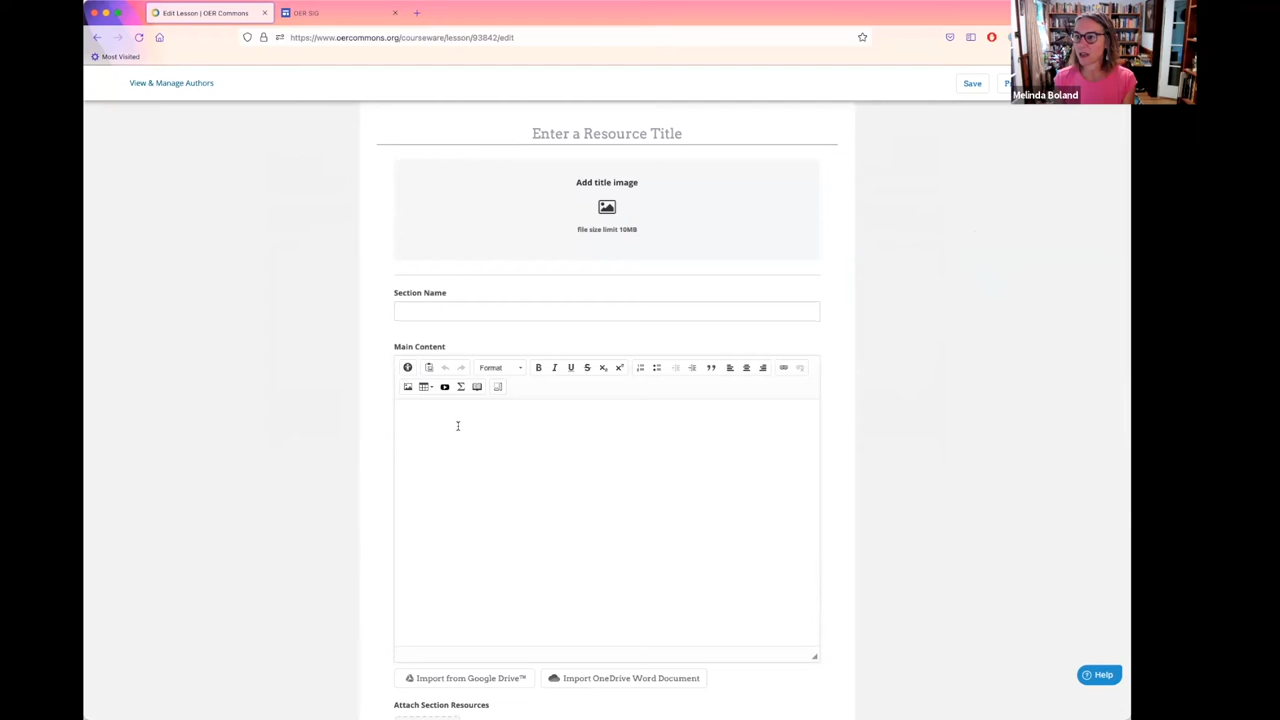 Edit Lesson | OER Commons
OER SIG
https://www.oercommons.org/courseware/lesson/93842/edit
Most Visited
View & Manage Authors
Save
Melinda Boland
Enter a Resource Title
Add title image
file size limit 10MB
Section Name
Main Content
Format
B I U S
Import from Google Drive™
Import OneDrive Word Document
Help
Attach Section Resources